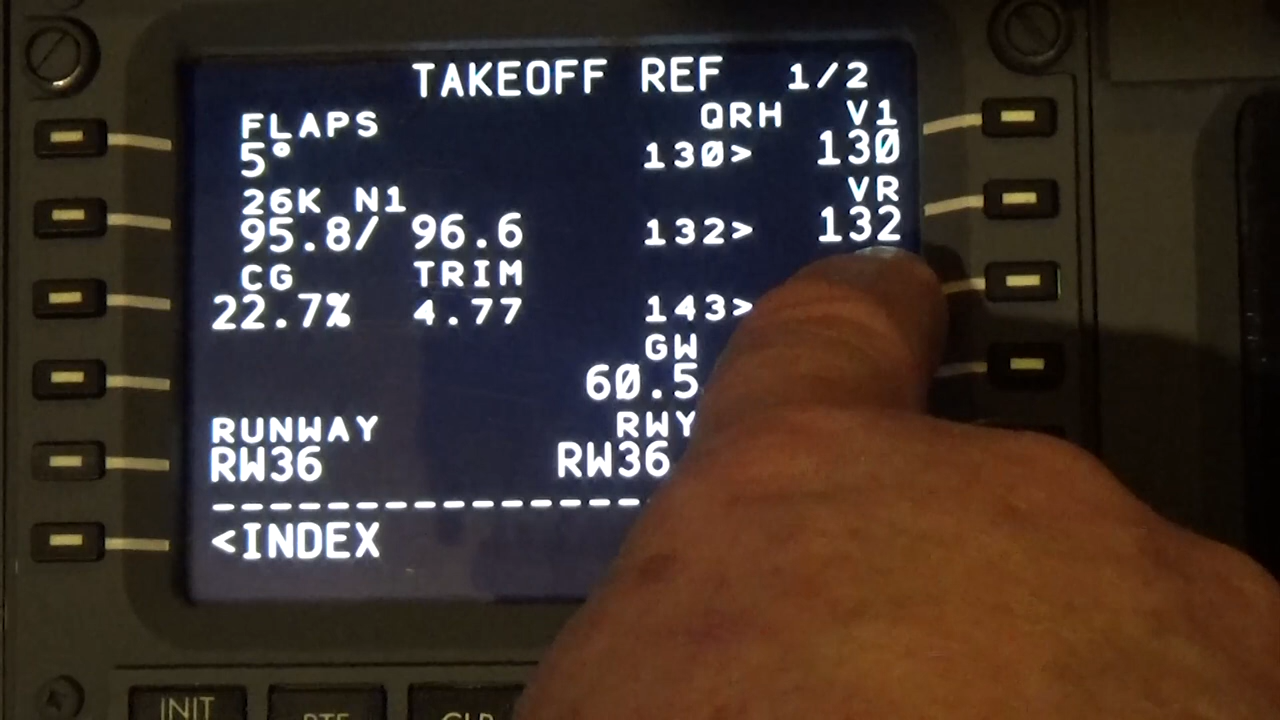 TAKEOFF REF 1/2
FLAPS QRH V1
5° 130> 130
VR
26K N1
95.8/ 96.6 132> 132
CG TRIM
22.7% 4.77 143>
GW
60.5
RUNWAY RWY
RW36 RW36
------------------
<INDEX
INIT
CLB